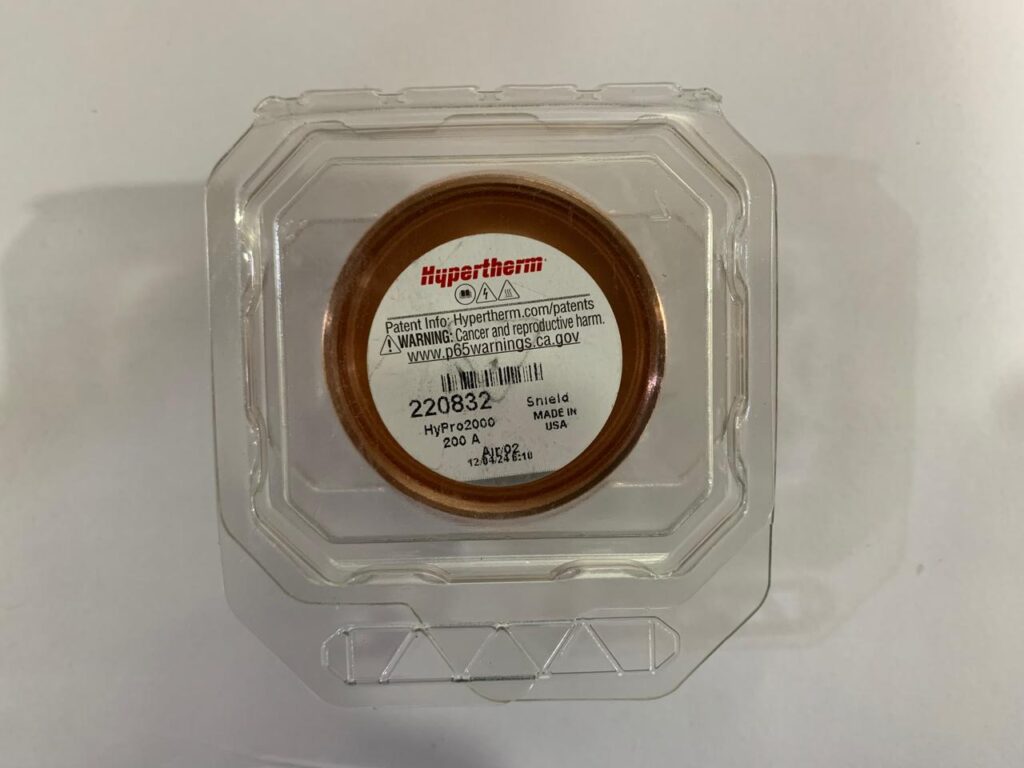 Hypertherm
Patent Info: Hypertherm.com/patents
WARNING: Cancer and reproductive harm.
www.p65warnings.ca.gov
220832 Shield
HyPro2000 MADE IN
200 A USA
Air/O2